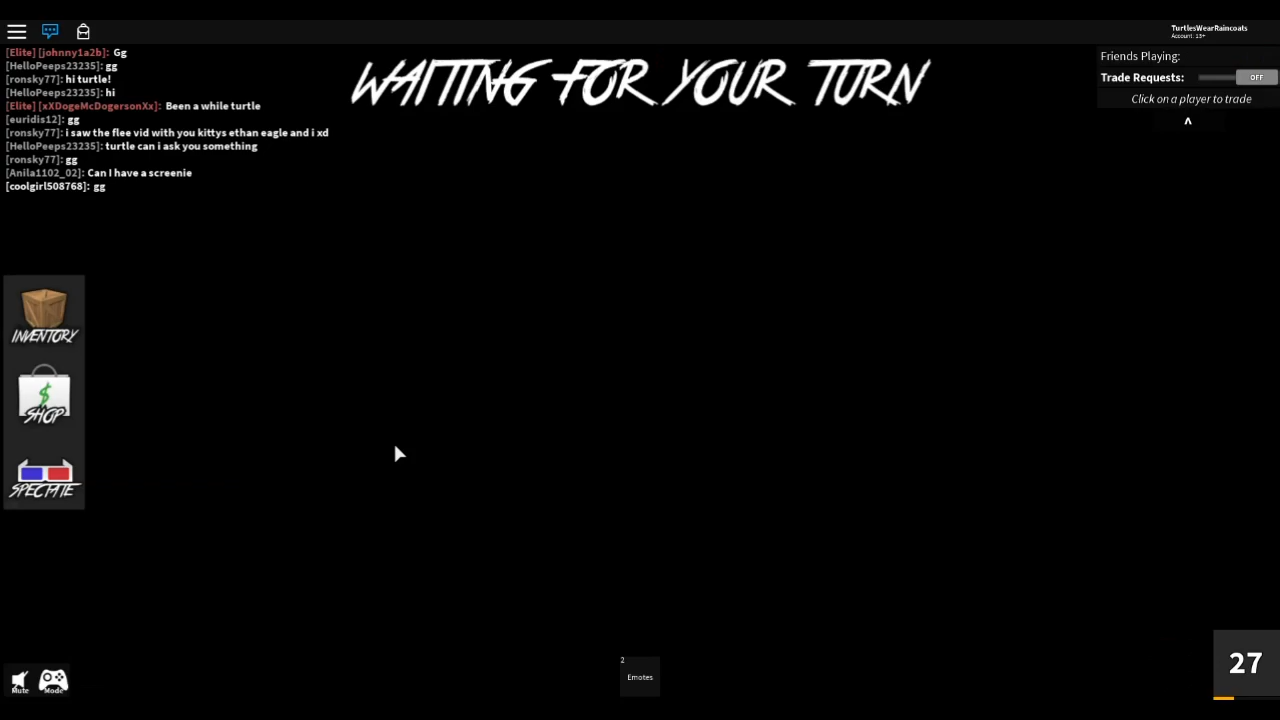 TurtlesWearRaincoats
Account: 13+
[Elite] [johnny1a2b]: Gg
[HelloPeeps23235]: gg
[ronsky77]: hi turtle!
[HelloPeeps23235]: hi
[Elite] [xXDogeMcDogersonXx]: Been a while turtle
[euridis12]: gg
[ronsky77]: i saw the flee vid with you kittys ethan eagle and i xd
[HelloPeeps23235]: turtle can i ask you something
[ronsky77]: gg
[Anila1102_02]: Can I have a screenie
[coolgirl508768]: gg
WAITING FOR YOUR TURN
Friends Playing:
Trade Requests: OFF
Click on a player to trade
^
INVENTORY
$
SHOP
SPECTATE
Mute
Mode
2
Emotes
27